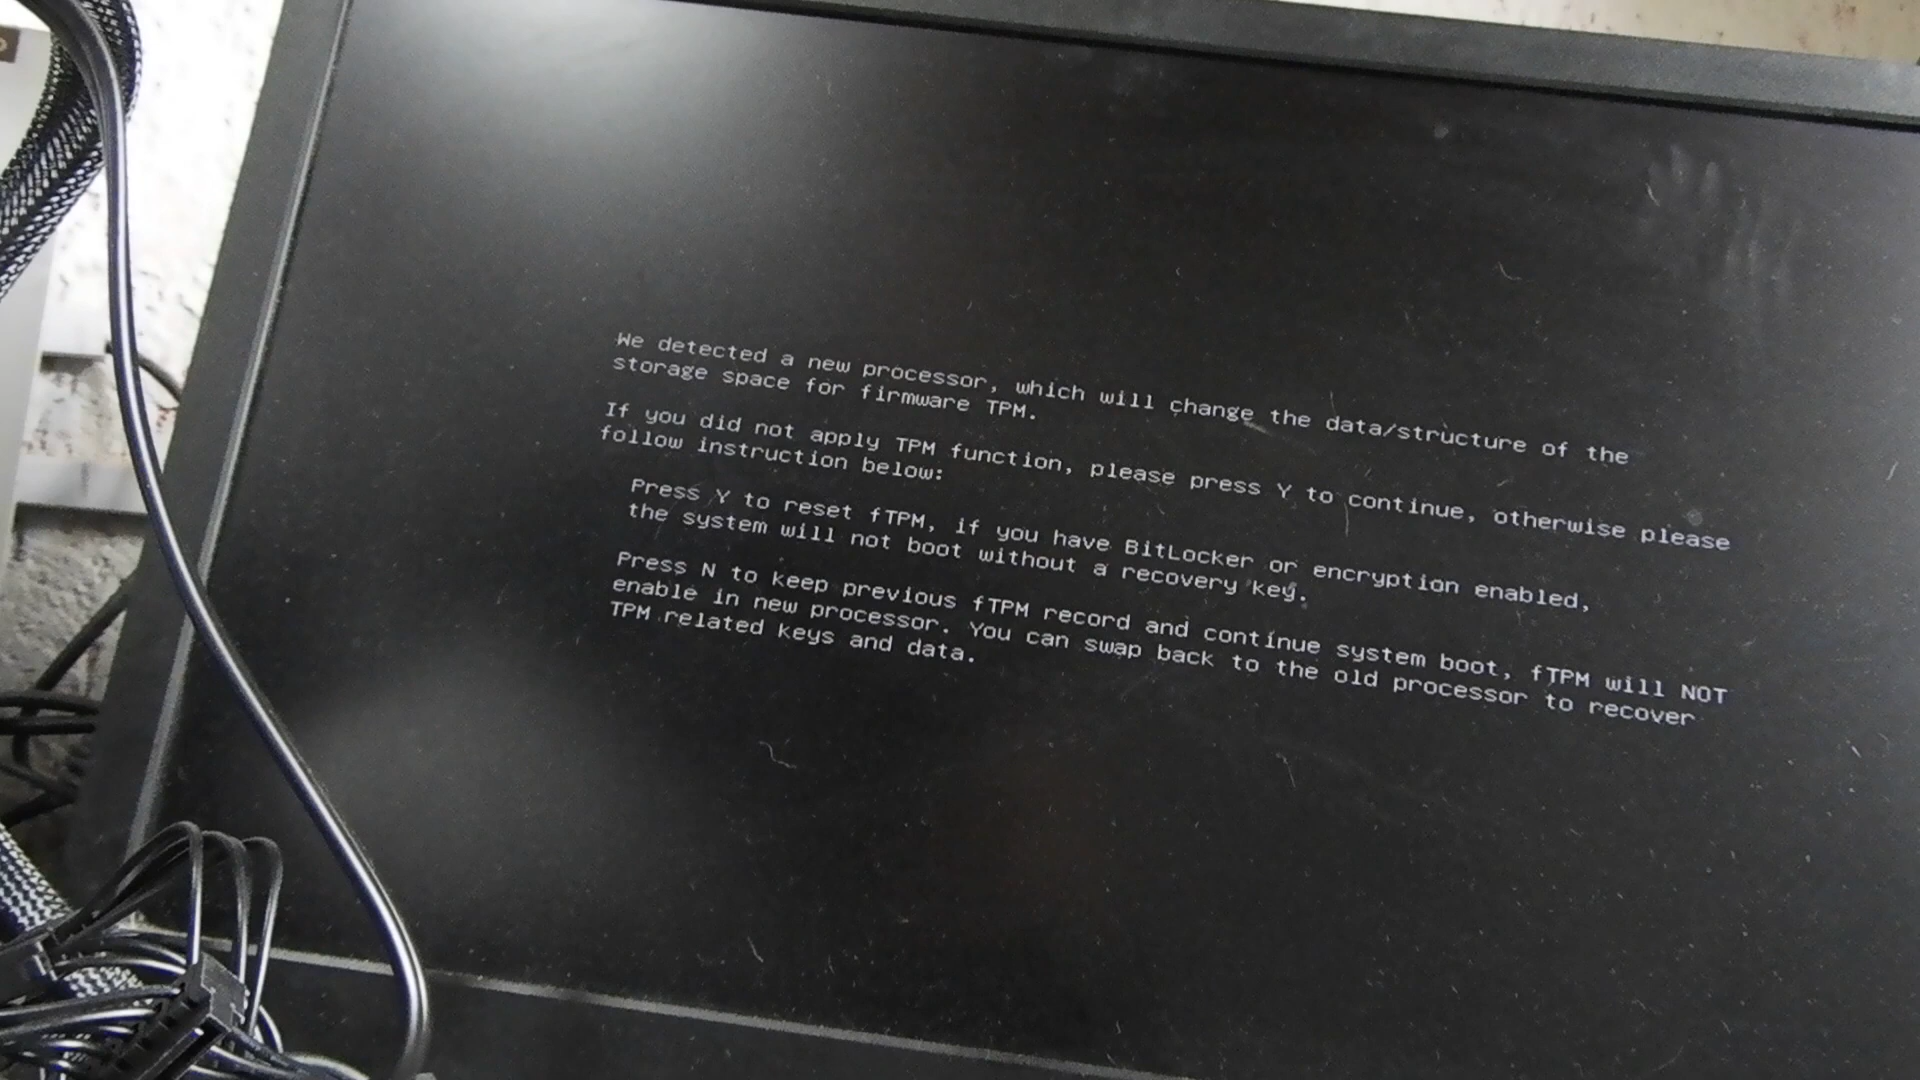 We detected a new processor, which will change the data/structure of the
storage space for firmware TPM.
If you did not apply TPM function, please press Y to continue, otherwise please
follow instruction below:
Press Y to reset fTPM, if you have BitLocker or encryption enabled,
the system will not boot without a recovery key.
Press N to keep previous fTPM record and continue system boot, fTPM will NOT
enable in new processor. You can swap back to the old processor to recover
TPM related keys and data.